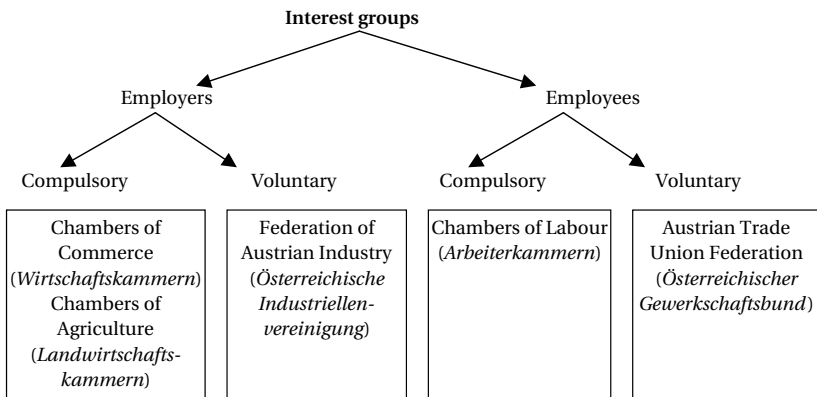 Interest groups
Employers
Employees
Compulsory
Voluntary
Compulsory
Voluntary
Chambers of
Commerce
(Wirtschaftskammern)
Chambers of
Agriculture
(Landwirtschafts-
kammern)
Federation of
Austrian Industry
(Österreichische
Industriellen-
vereinigung)
Chambers of Labour
(Arbeiterkammern)
Austrian Trade
Union Federation
(Österreichischer
Gewerkschaftsbund)